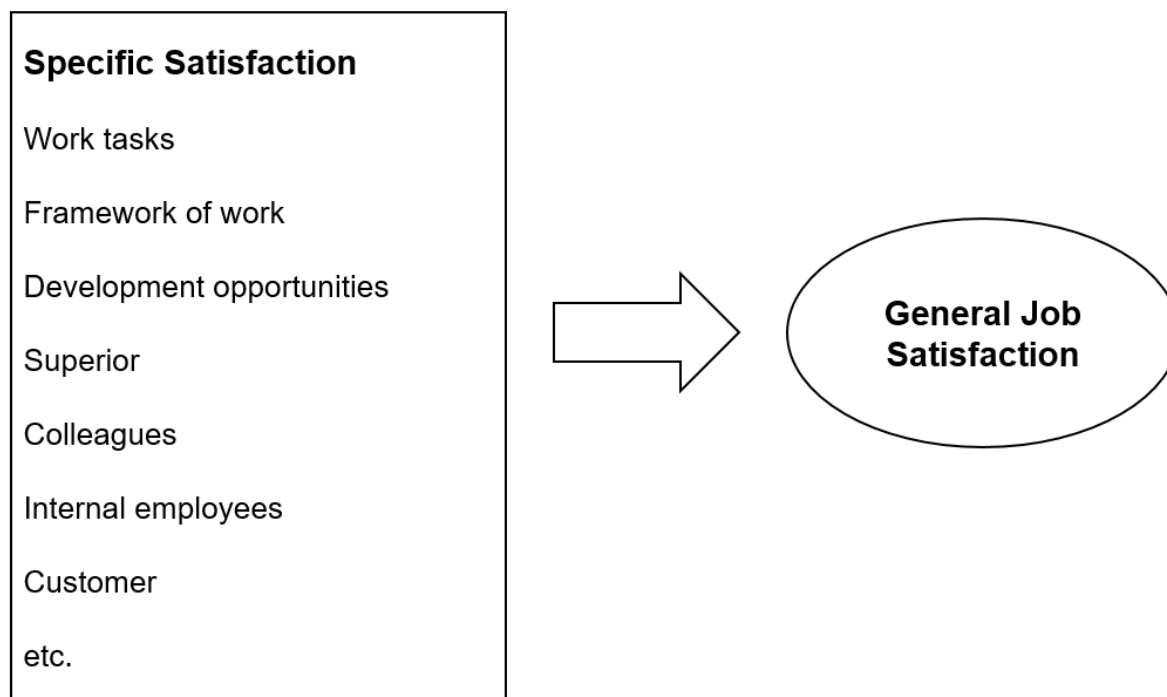 Specific Satisfaction
Work tasks
Framework of work
Development opportunities
Superior
Colleagues
Internal employees
Customer
etc.
General Job
Satisfaction